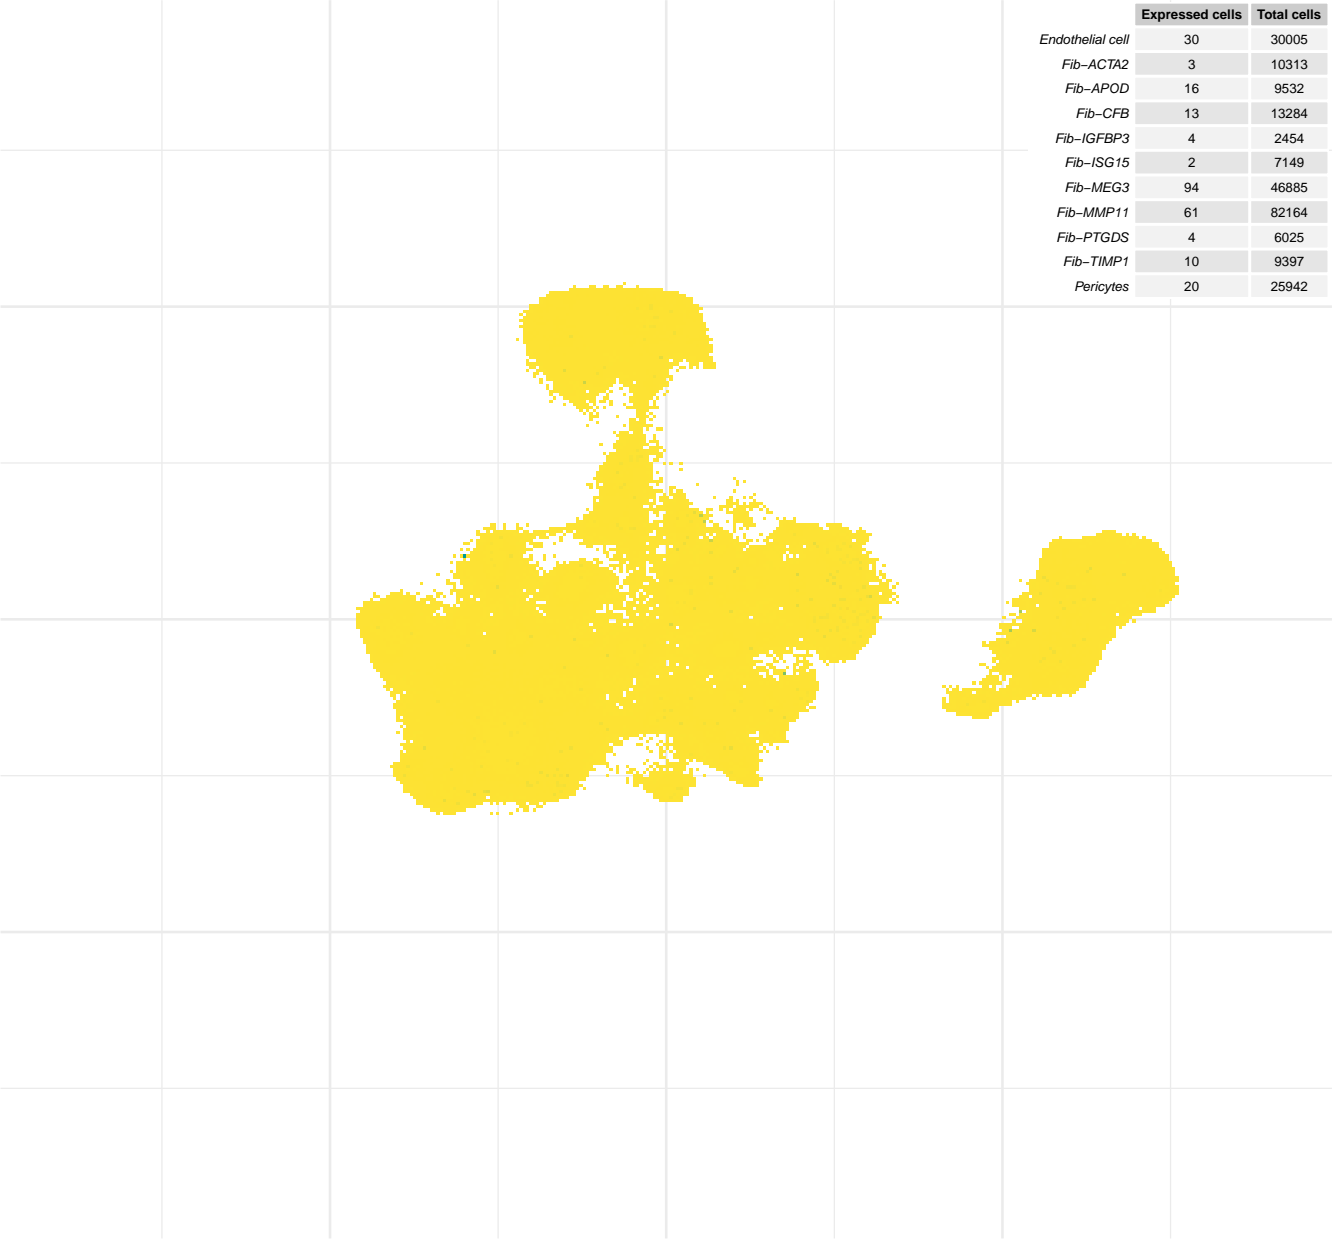 Expressed cells Total cells
Endothelial cell 30 30005
Fib−ACTA2 3 10313
Fib−APOD 16 9532
Fib−CFB 13 13284
Fib−IGFBP3 4 2454
Fib−ISG15 2 7149
Fib−MEG3 94 46885
Fib−MMP11 61 82164
Fib−PTGDS 4 6025
Fib−TIMP1 10 9397
Pericytes 20 25942